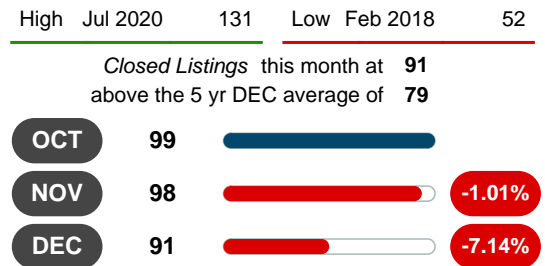 High Jul 2020 131 Low Feb 2018 52
Closed Listings this month at 91
above the 5 yr DEC average of 79
OCT 99
NOV 98 -1.01%
DEC 91 -7.14%